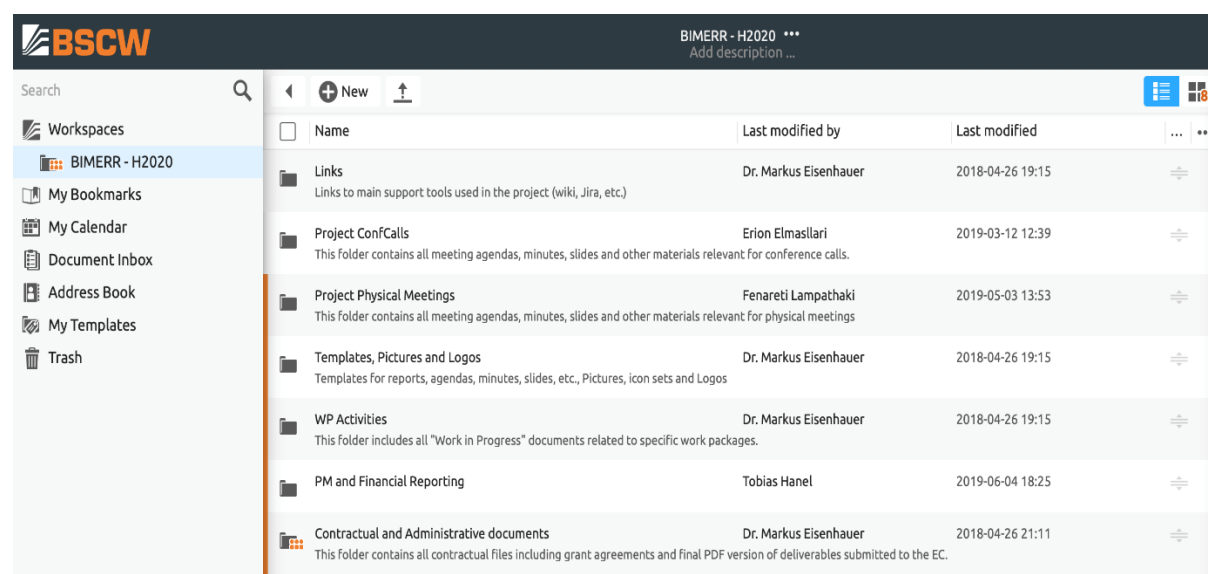 BSCW
BIMERR - H2020 •••
Add description ...
Search
New
Workspaces
BIMERR - H2020
My Bookmarks
My Calendar
Document Inbox
Address Book
My Templates
Trash
Name Last modified by Last modified ... ••
Links Dr. Markus Eisenhauer 2018-04-26 19:15
Links to main support tools used in the project (wiki, Jira, etc.)
Project ConfCalls Erion Elmasllari 2019-03-12 12:39
This folder contains all meeting agendas, minutes, slides and other materials relevant for conference calls.
Project Physical Meetings Fenareti Lampathaki 2019-05-03 13:53
This folder contains all meeting agendas, minutes, slides and other materials relevant for physical meetings
Templates, Pictures and Logos Dr. Markus Eisenhauer 2018-04-26 19:15
Templates for reports, agendas, minutes, slides, etc., Pictures, icon sets and Logos
WP Activities Dr. Markus Eisenhauer 2018-04-26 19:15
This folder includes all "Work in Progress" documents related to specific work packages.
PM and Financial Reporting Tobias Hanel 2019-06-04 18:25
Contractual and Administrative documents Dr. Markus Eisenhauer 2018-04-26 21:11
This folder contains all contractual files including grant agreements and final PDF version of deliverables submitted to the EC.